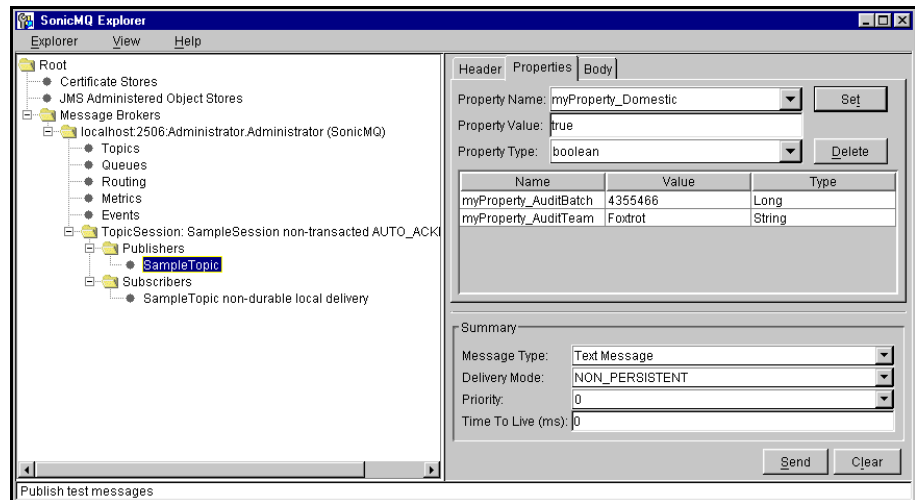 SonicMQ Explorer
Explorer View Help
Root
Certificate Stores
JMS Administered Object Stores
Message Brokers
localhost:2506:Administrator.Administrator (SonicMQ)
Topics
Queues
Routing
Metrics
Events
TopicSession: SampleSession non-transacted AUTO_ACK
Publishers
SampleTopic
Subscribers
SampleTopic non-durable local delivery
Header Properties Body
Property Name: myProperty_Domestic Set
Property Value: true
Property Type: boolean Delete
Name Value Type
myProperty_AuditBatch 4355466 Long
myProperty_AuditTeam Foxtrot String
Summary
Message Type: Text Message
Delivery Mode: NON_PERSISTENT
Priority: 0
Time To Live (ms): 0
Send Clear
Publish test messages